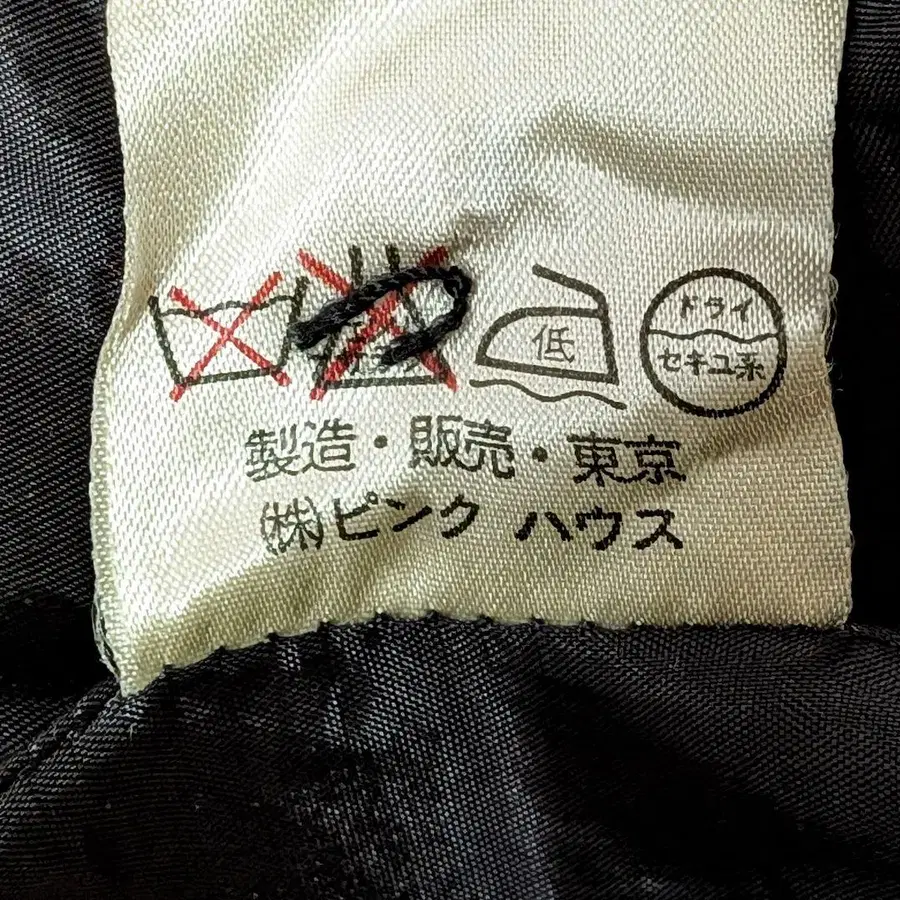 低
ドライ
セキユ系
製造・販売・東京
㈱ピンク ハウス